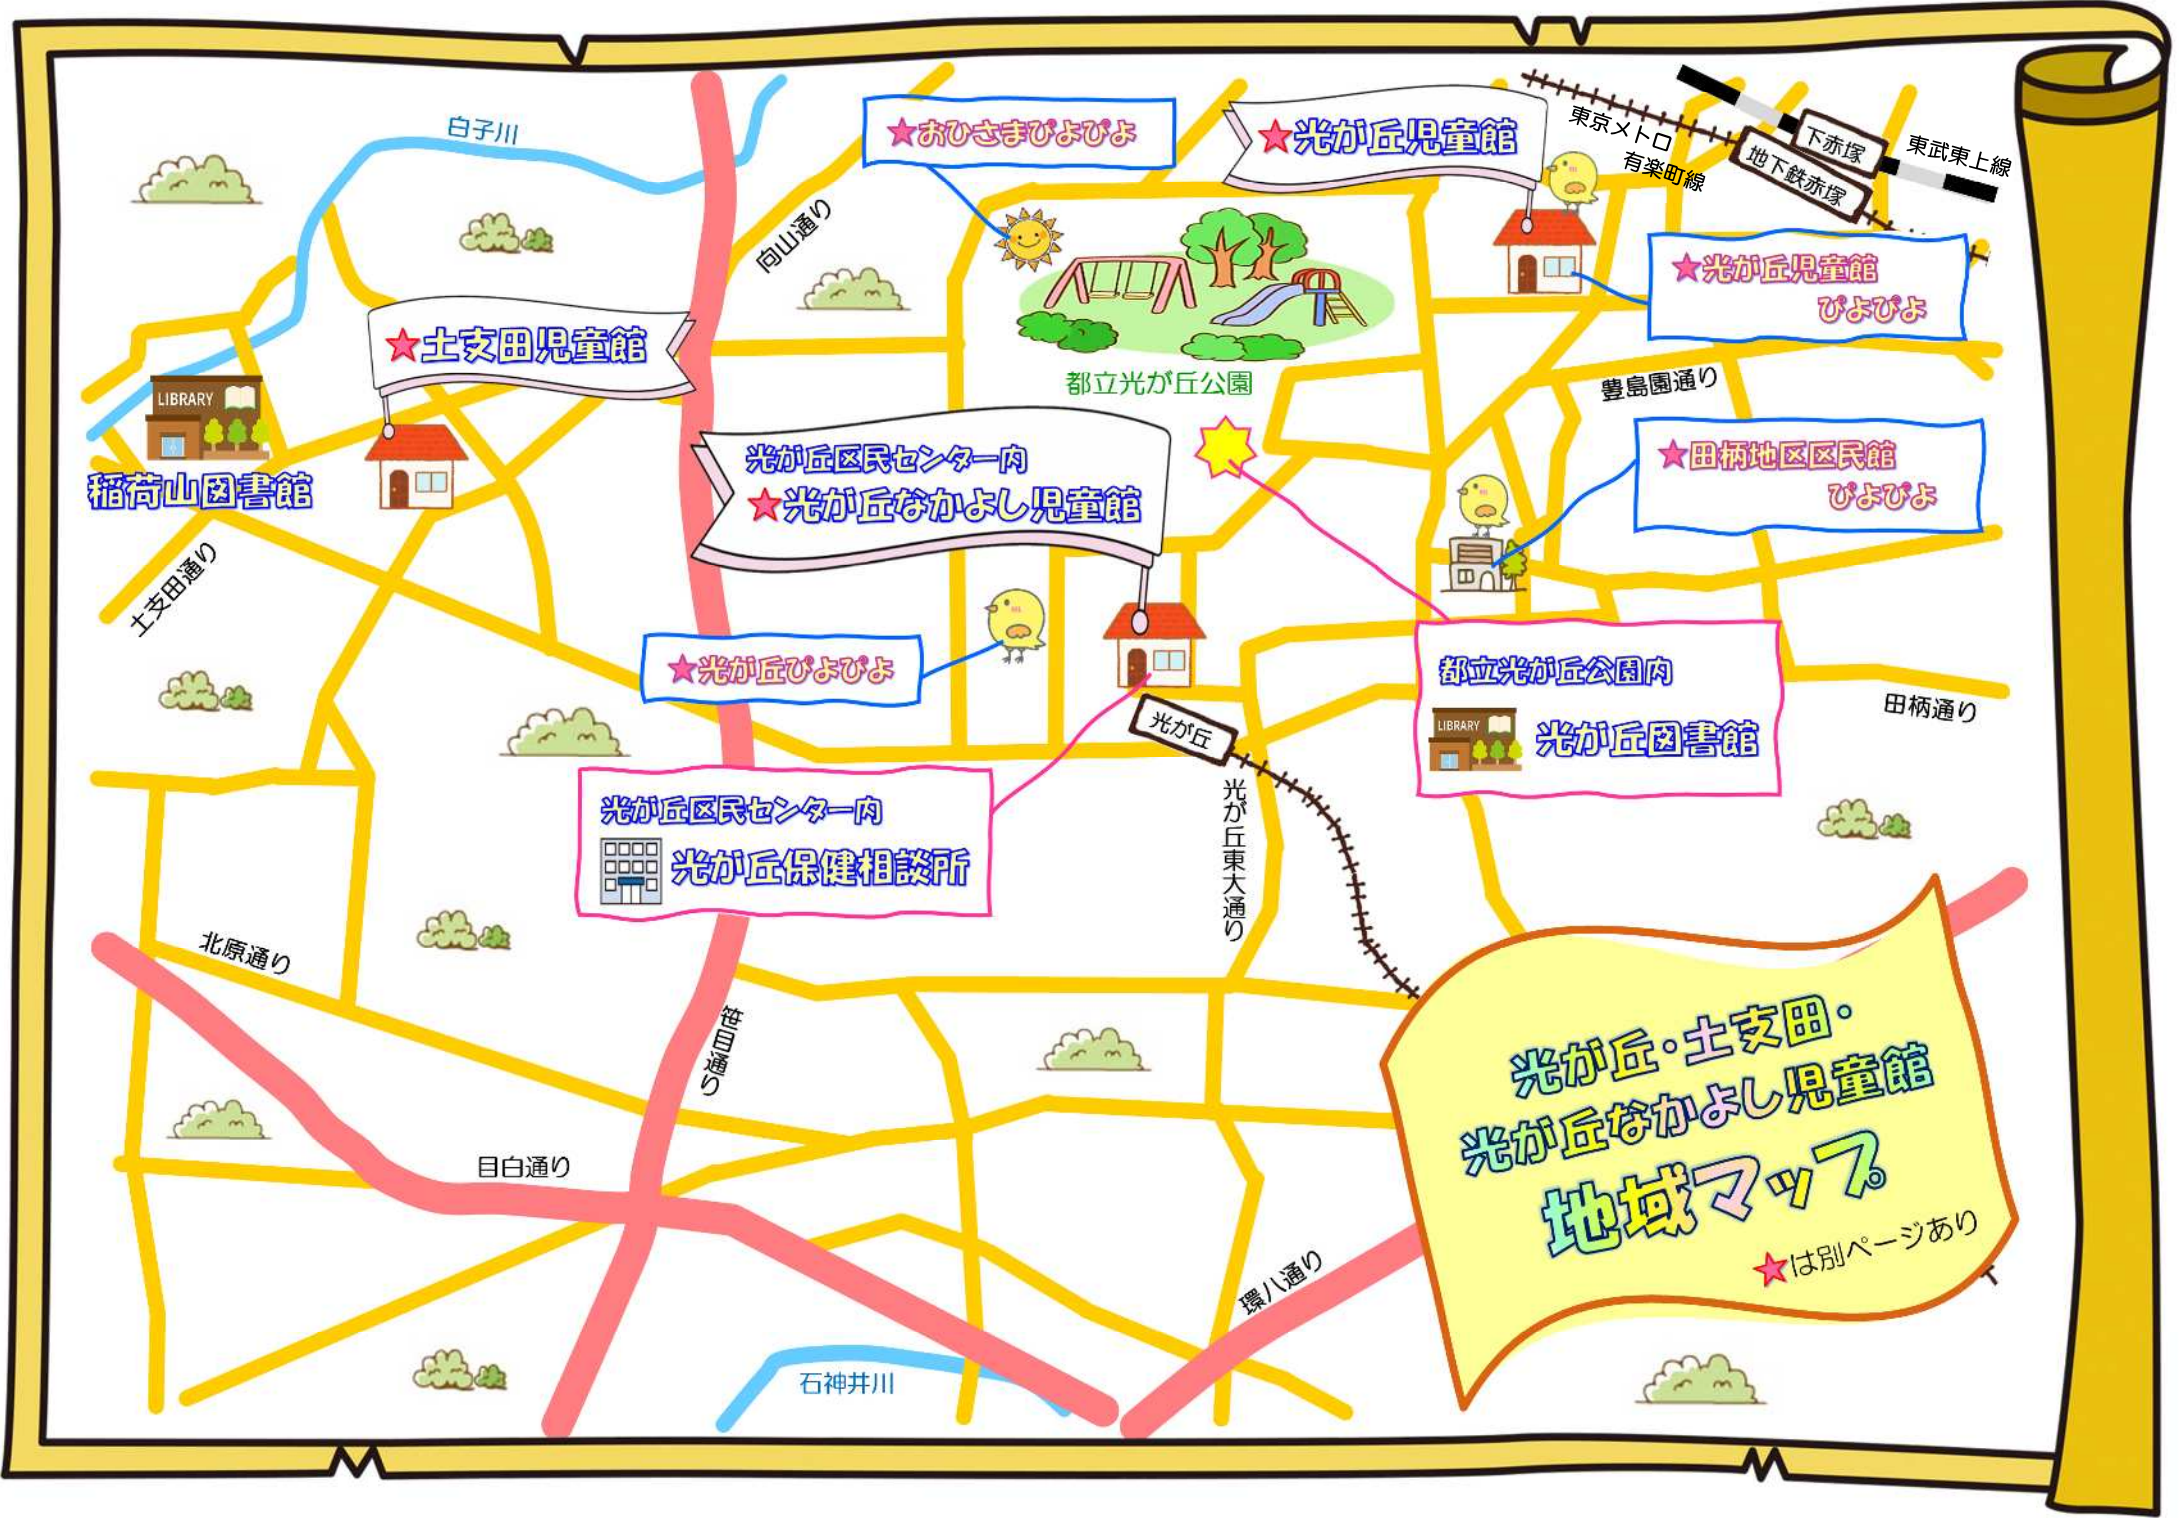 白子川
★おひさまぴよぴよ
★光が丘児童館
東京メトロ
有楽町線
下赤塚
地下鉄赤塚
東武東上線
向山通り
★光が丘児童館
ぴよぴよ
★土支田児童館
都立光が丘公園
豊島園通り
LIBRARY
稲荷山図書館
光が丘区民センター内
★光が丘なかよし児童館
★田柄地区区民館
ぴよぴよ
土支田通り
★光が丘ぴよぴよ
光が丘
都立光が丘公園内
LIBRARY
光が丘図書館
田柄通り
光が丘区民センター内
光が丘保健相談所
光が丘東大通り
北原通り
笹目通り
目白通り
環八通り
石神井川
光が丘・土支田・
光が丘なかよし児童館
地域マップ
★は別ページあり